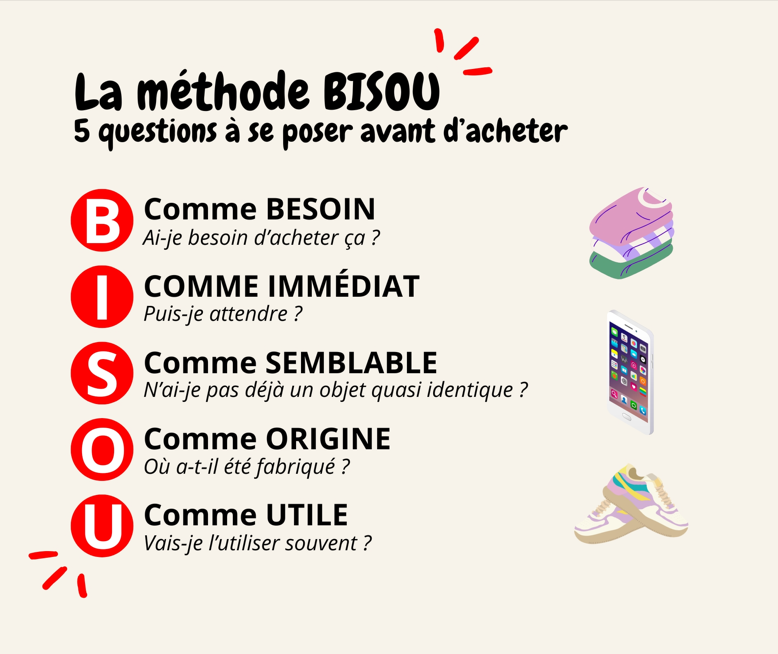 La méthode BISOU
5 questions à se poser avant d'acheter
B Comme BESOIN
Ai-je besoin d'acheter ça ?
I COMME IMMÉDIAT
Puis-je attendre ?
S Comme SEMBLABLE
N'ai-je pas déjà un objet quasi identique ?
O Comme ORIGINE
Où a-t-il été fabriqué ?
U Comme UTILE
Vais-je l'utiliser souvent ?